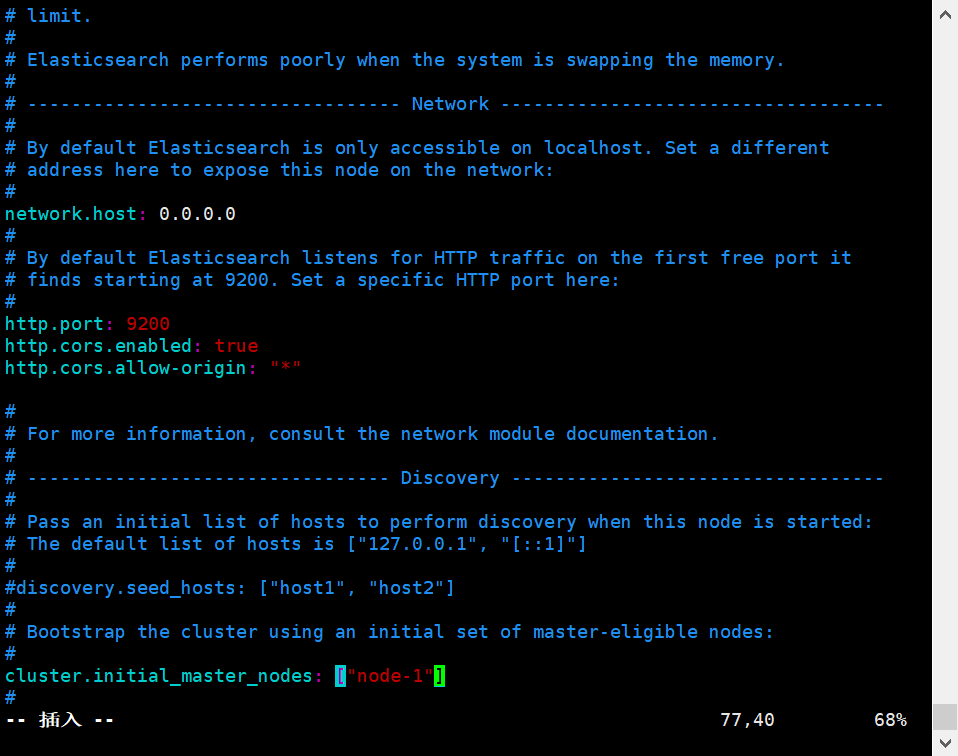 # limit.
#
# Elasticsearch performs poorly when the system is swapping the memory.
#
# ---------------------------------- Network -----------------------------------
#
# By default Elasticsearch is only accessible on localhost. Set a different
# address here to expose this node on the network:
#
network.host: 0.0.0.0
#
# By default Elasticsearch listens for HTTP traffic on the first free port it
# finds starting at 9200. Set a specific HTTP port here:
#
http.port: 9200
http.cors.enabled: true
http.cors.allow-origin: "*"
#
# For more information, consult the network module documentation.
#
# --------------------------------- Discovery ----------------------------------
#
# Pass an initial list of hosts to perform discovery when this node is started:
# The default list of hosts is ["127.0.0.1", "[::1]"]
#
#discovery.seed_hosts: ["host1", "host2"]
#
# Bootstrap the cluster using an initial set of master-eligible nodes:
#
cluster.initial_master_nodes: ["node-1"]
#
-- 插入 -- 77,40 68%